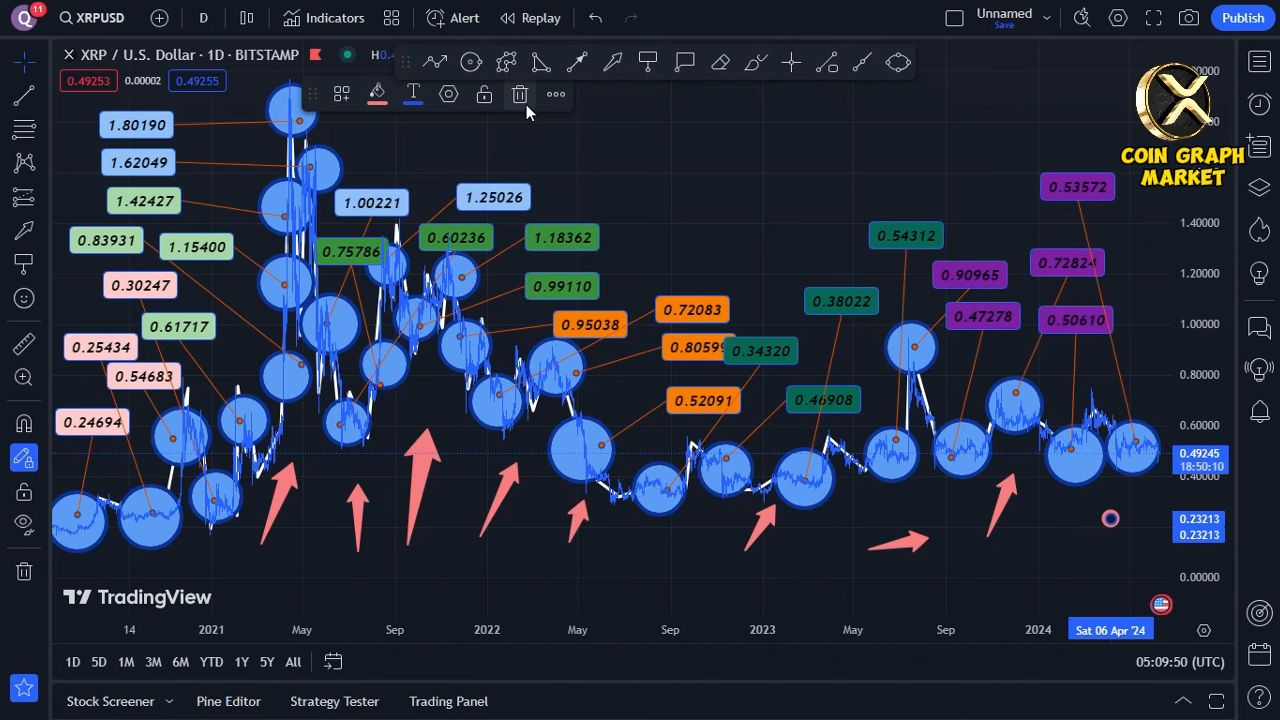 Q
11
XRPUSD
D
Indicators
Alert
Replay
Unnamed
Save
Publish
XRP / U.S. Dollar · 1D · BITSTAMP
0.49253
0.0002
0.49255
T
COIN GRAPH
MARKET
1.80190
1.62049
1.42427
0.83931
1.15400
0.30247
0.61717
0.25434
0.54683
0.24694
1.00221
1.25026
0.75786
0.60236
1.18362
0.99110
0.95038
0.72083
0.34320
0.52091
0.38022
0.46908
0.54312
0.90965
0.47278
0.53572
0.72824
0.50610
1.40000
1.20000
1.00000
0.80000
0.60000
0.49245
18:50:10
0.40000
0.23213
0.23213
0.00000
TradingView
14
2021
May
Sep
2022
May
Sep
2023
May
Sep
2024
Sat 06 Apr '24
1D
5D
1M
3M
6M
YTD
1Y
5Y
All
05:09:50 (UTC)
Stock Screener
Pine Editor
Strategy Tester
Trading Panel